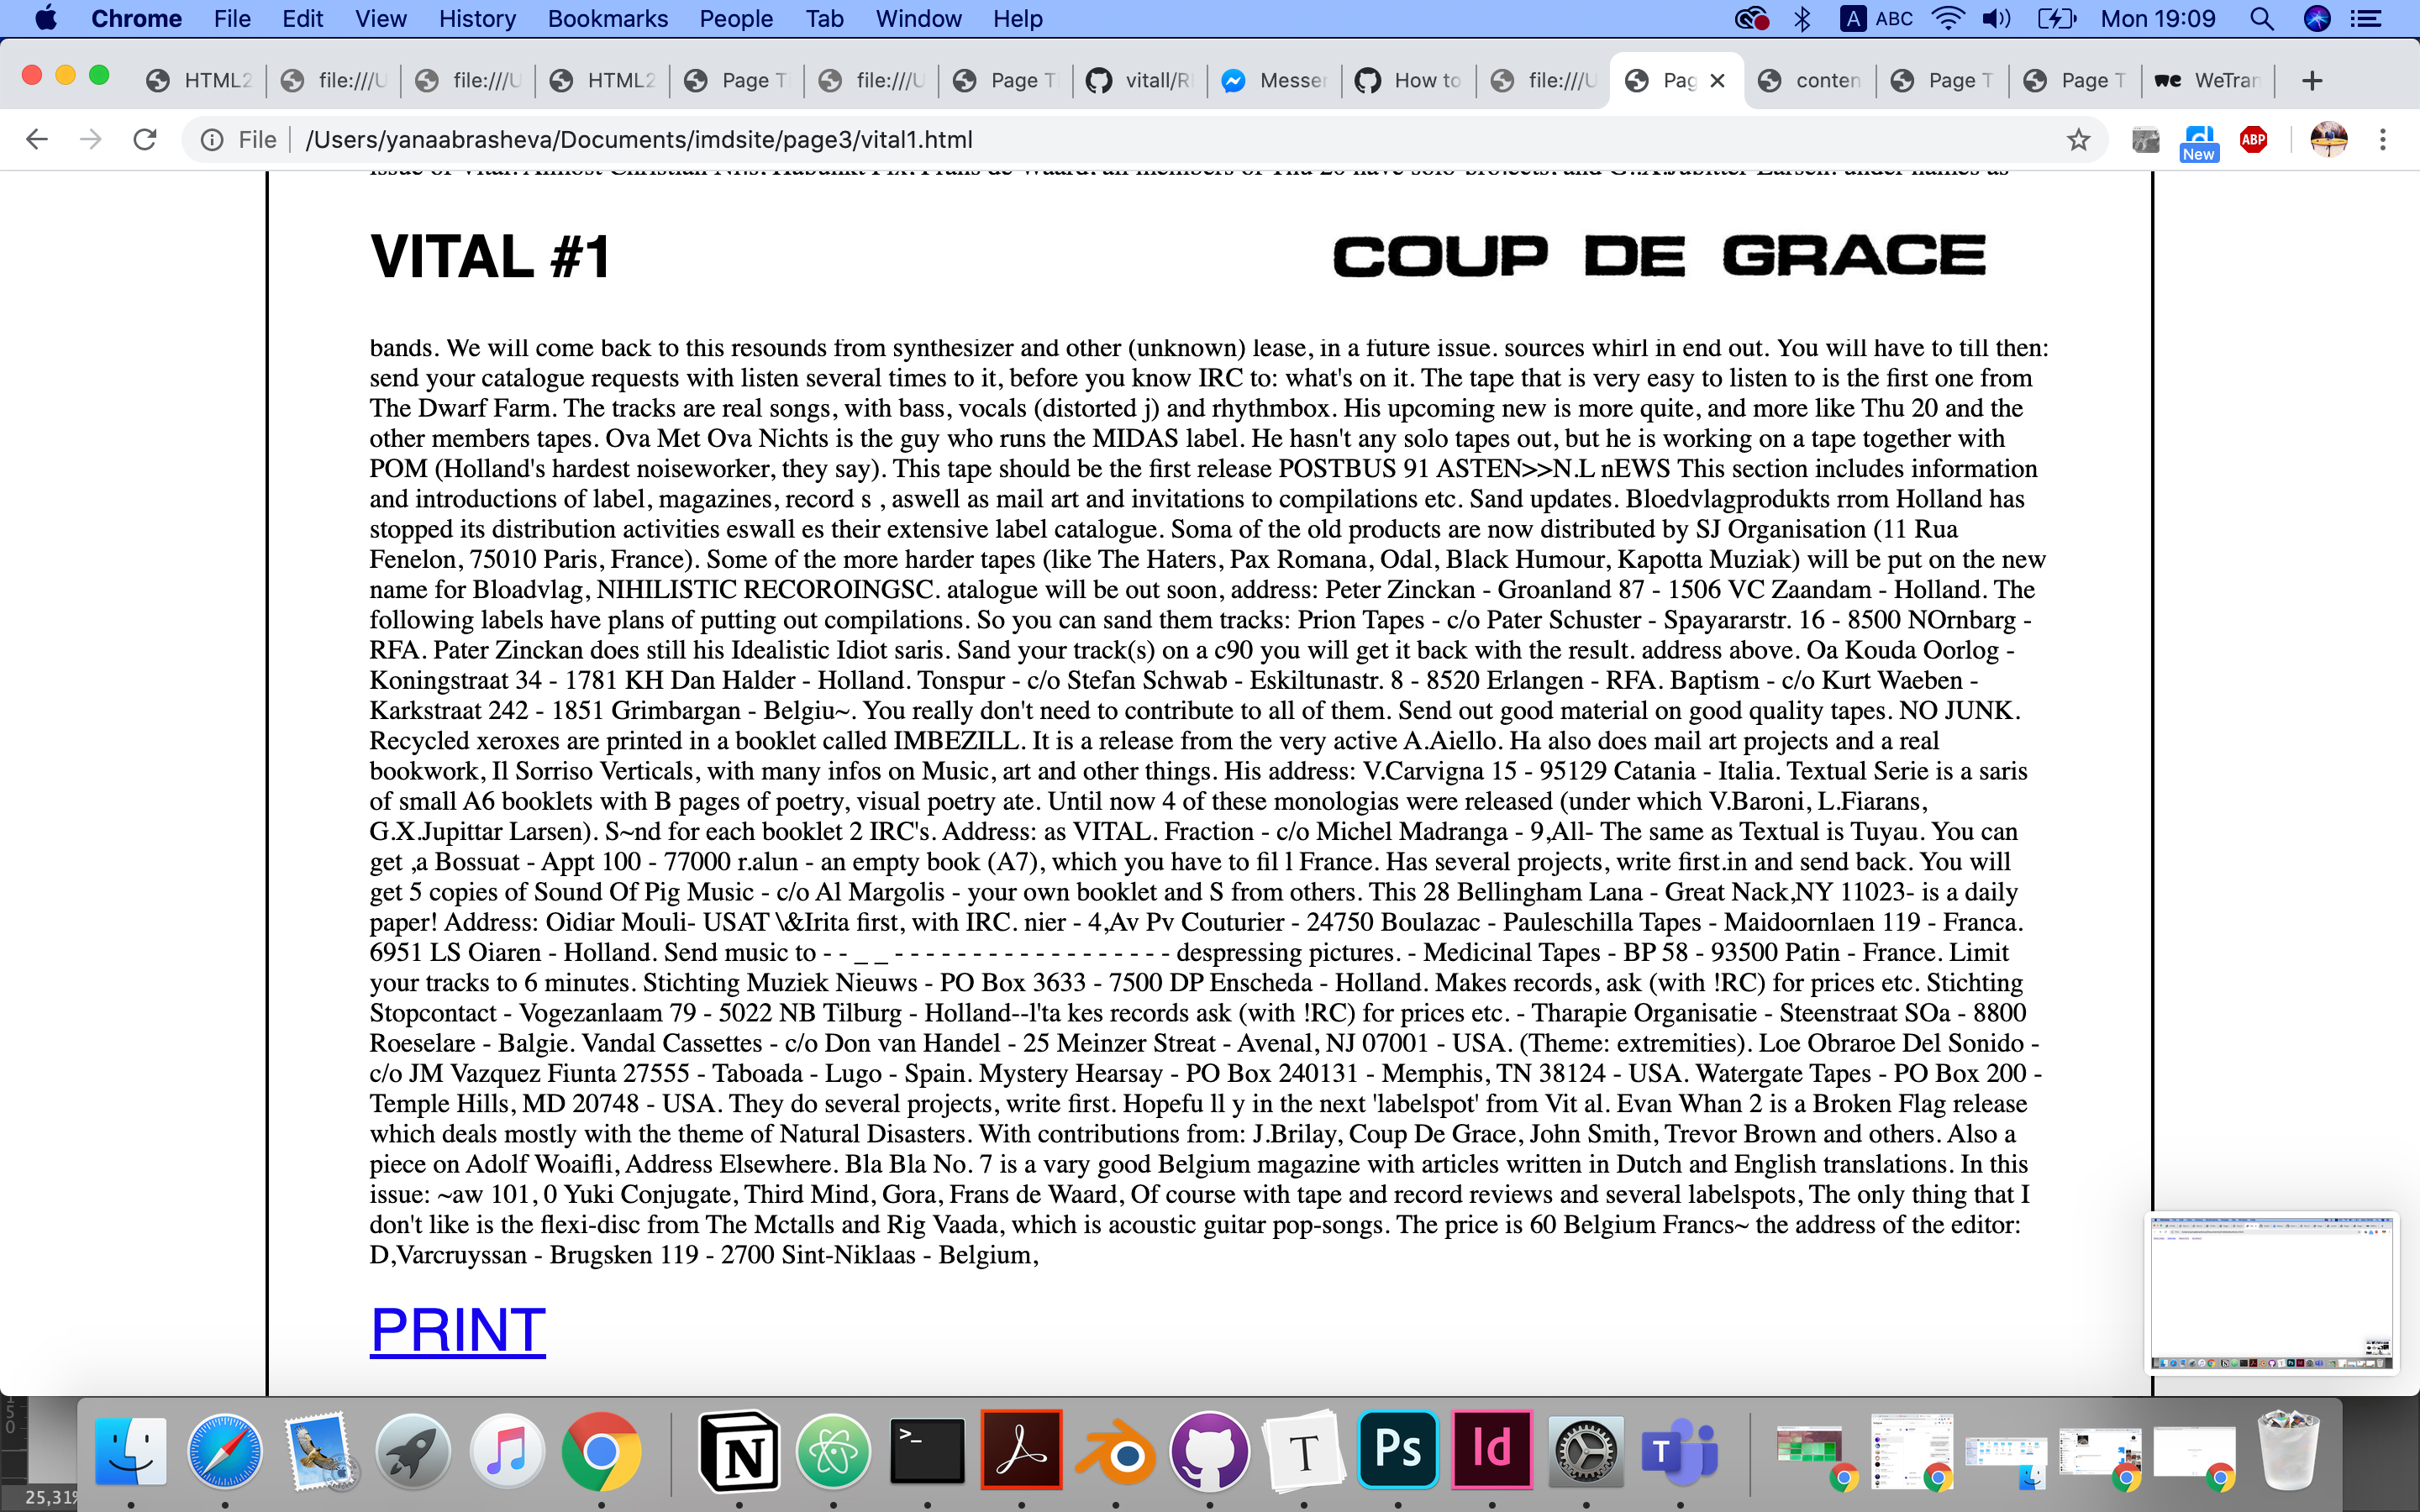 Chrome File Edit View History Bookmarks People Tab Window Help A ABC Mon 19:09
HTML2 file:///U file:///U HTML2 Page Ti file:///U Page Ti vitall/R Messen How to file:///U Pag conten Page T Page T we WeTran
File /Users/yanaabrasheva/Documents/imdsite/page3/vital1.html ABP
New
VITAL #1 COUP DE GRACE
bands. We will come back to this resounds from synthesizer and other (unknown) lease, in a future issue. sources whirl in end out. You will have to till then:
send your catalogue requests with listen several times to it, before you know IRC to: what's on it. The tape that is very easy to listen to is the first one from
The Dwarf Farm. The tracks are real songs, with bass, vocals (distorted j) and rhythmbox. His upcoming new is more quite, and more like Thu 20 and the
other members tapes. Ova Met Ova Nichts is the guy who runs the MIDAS label. He hasn't any solo tapes out, but he is working on a tape together with
POM (Holland's hardest noiseworker, they say). This tape should be the first release POSTBUS 91 ASTEN>>N.L nEWS This section includes information
and introductions of label, magazines, record s , aswell as mail art and invitations to compilations etc. Sand updates. Bloedvlagprodukts rrom Holland has
stopped its distribution activities eswall es their extensive label catalogue. Soma of the old products are now distributed by SJ Organisation (11 Rua
Fenelon, 75010 Paris, France). Some of the more harder tapes (like The Haters, Pax Romana, Odal, Black Humour, Kapotta Muziak) will be put on the new
name for Bloadvlag, NIHILISTIC RECOROINGSC. atalogue will be out soon, address: Peter Zinckan - Groanland 87 - 1506 VC Zaandam - Holland. The
following labels have plans of putting out compilations. So you can sand them tracks: Prion Tapes - c/o Pater Schuster - Spayararstr. 16 - 8500 NOrnbarg -
RFA. Pater Zinckan does still his Idealistic Idiot saris. Sand your track(s) on a c90 you will get it back with the result. address above. Oa Kouda Oorlog -
Koningstraat 34 - 1781 KH Dan Halder - Holland. Tonspur - c/o Stefan Schwab - Eskiltunastr. 8 - 8520 Erlangen - RFA. Baptism - c/o Kurt Waeben -
Karkstraat 242 - 1851 Grimbargan - Belgiu~. You really don't need to contribute to all of them. Send out good material on good quality tapes. NO JUNK.
Recycled xeroxes are printed in a booklet called IMBEZILL. It is a release from the very active A.Aiello. Ha also does mail art projects and a real
bookwork, Il Sorriso Verticals, with many infos on Music, art and other things. His address: V.Carvigna 15 - 95129 Catania - Italia. Textual Serie is a saris
of small A6 booklets with B pages of poetry, visual poetry ate. Until now 4 of these monologias were released (under which V.Baroni, L.Fiarans,
G.X.Jupittar Larsen). S~nd for each booklet 2 IRC's. Address: as VITAL. Fraction - c/o Michel Madranga - 9,All- The same as Textual is Tuyau. You can
get ,a Bossuat - Appt 100 - 77000 r.alun - an empty book (A7), which you have to fil l France. Has several projects, write first.in and send back. You will
get 5 copies of Sound Of Pig Music - c/o Al Margolis - your own booklet and S from others. This 28 Bellingham Lana - Great Nack,NY 11023- is a daily
paper! Address: Oidiar Mouli- USAT \&Irita first, with IRC. nier - 4,Av Pv Couturier - 24750 Boulazac - Pauleschilla Tapes - Maidoornlaen 119 - Franca.
6951 LS Oiaren - Holland. Send music to - - _ _ - - - - - - - - - - - - - - - - - - despressing pictures. - Medicinal Tapes - BP 58 - 93500 Patin - France. Limit
your tracks to 6 minutes. Stichting Muziek Nieuws - PO Box 3633 - 7500 DP Enscheda - Holland. Makes records, ask (with !RC) for prices etc. Stichting
Stopcontact - Vogezanlaam 79 - 5022 NB Tilburg - Holland--l'ta kes records ask (with !RC) for prices etc. - Tharapie Organisatie - Steenstraat SOa - 8800
Roeselare - Balgie. Vandal Cassettes - c/o Don van Handel - 25 Meinzer Streat - Avenal, NJ 07001 - USA. (Theme: extremities). Loe Obraroe Del Sonido -
c/o JM Vazquez Fiunta 27555 - Taboada - Lugo - Spain. Mystery Hearsay - PO Box 240131 - Memphis, TN 38124 - USA. Watergate Tapes - PO Box 200 -
Temple Hills, MD 20748 - USA. They do several projects, write first. Hopefu ll y in the next 'labelspot' from Vit al. Evan Whan 2 is a Broken Flag release
which deals mostly with the theme of Natural Disasters. With contributions from: J.Brilay, Coup De Grace, John Smith, Trevor Brown and others. Also a
piece on Adolf Woaifli, Address Elsewhere. Bla Bla No. 7 is a vary good Belgium magazine with articles written in Dutch and English translations. In this
issue: ~aw 101, 0 Yuki Conjugate, Third Mind, Gora, Frans de Waard, Of course with tape and record reviews and several labelspots, The only thing that I
don't like is the flexi-disc from The Mctalls and Rig Vaada, which is acoustic guitar pop-songs. The price is 60 Belgium Francs~ the address of the editor:
D,Varcruyssan - Brugsken 119 - 2700 Sint-Niklaas - Belgium,
PRINT
N >_ T Ps Id T
25,31%